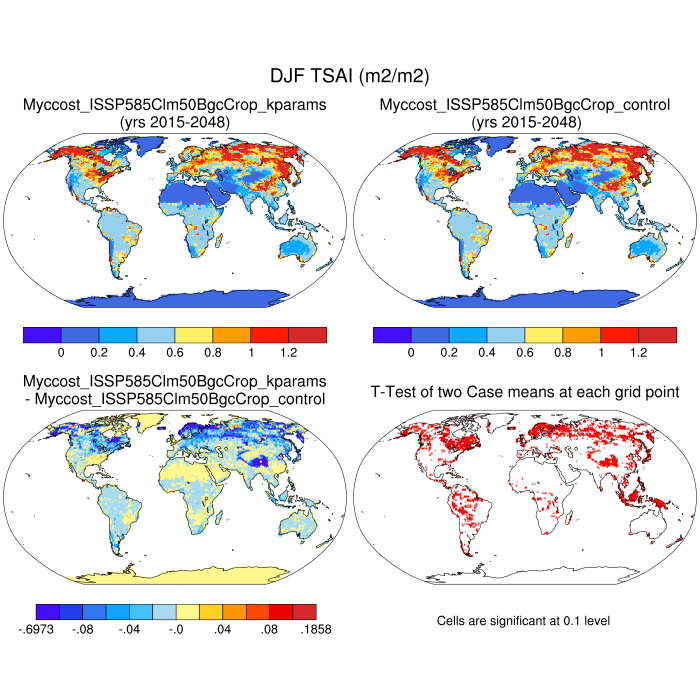 DJF TSAI (m2/m2)
Myccost_ISSP585Clm50BgcCrop_kparams
(yrs 2015-2048)
Myccost_ISSP585Clm50BgcCrop_control
(yrs 2015-2048)
0 0.2 0.4 0.6 0.8 1 1.2
0 0.2 0.4 0.6 0.8 1 1.2
Myccost_ISSP585Clm50BgcCrop_kparams
- Myccost_ISSP585Clm50BgcCrop_control
T-Test of two Case means at each grid point
-.6973 -.08 -.04 -.0 .04 .08 .1858
Cells are significant at 0.1 level